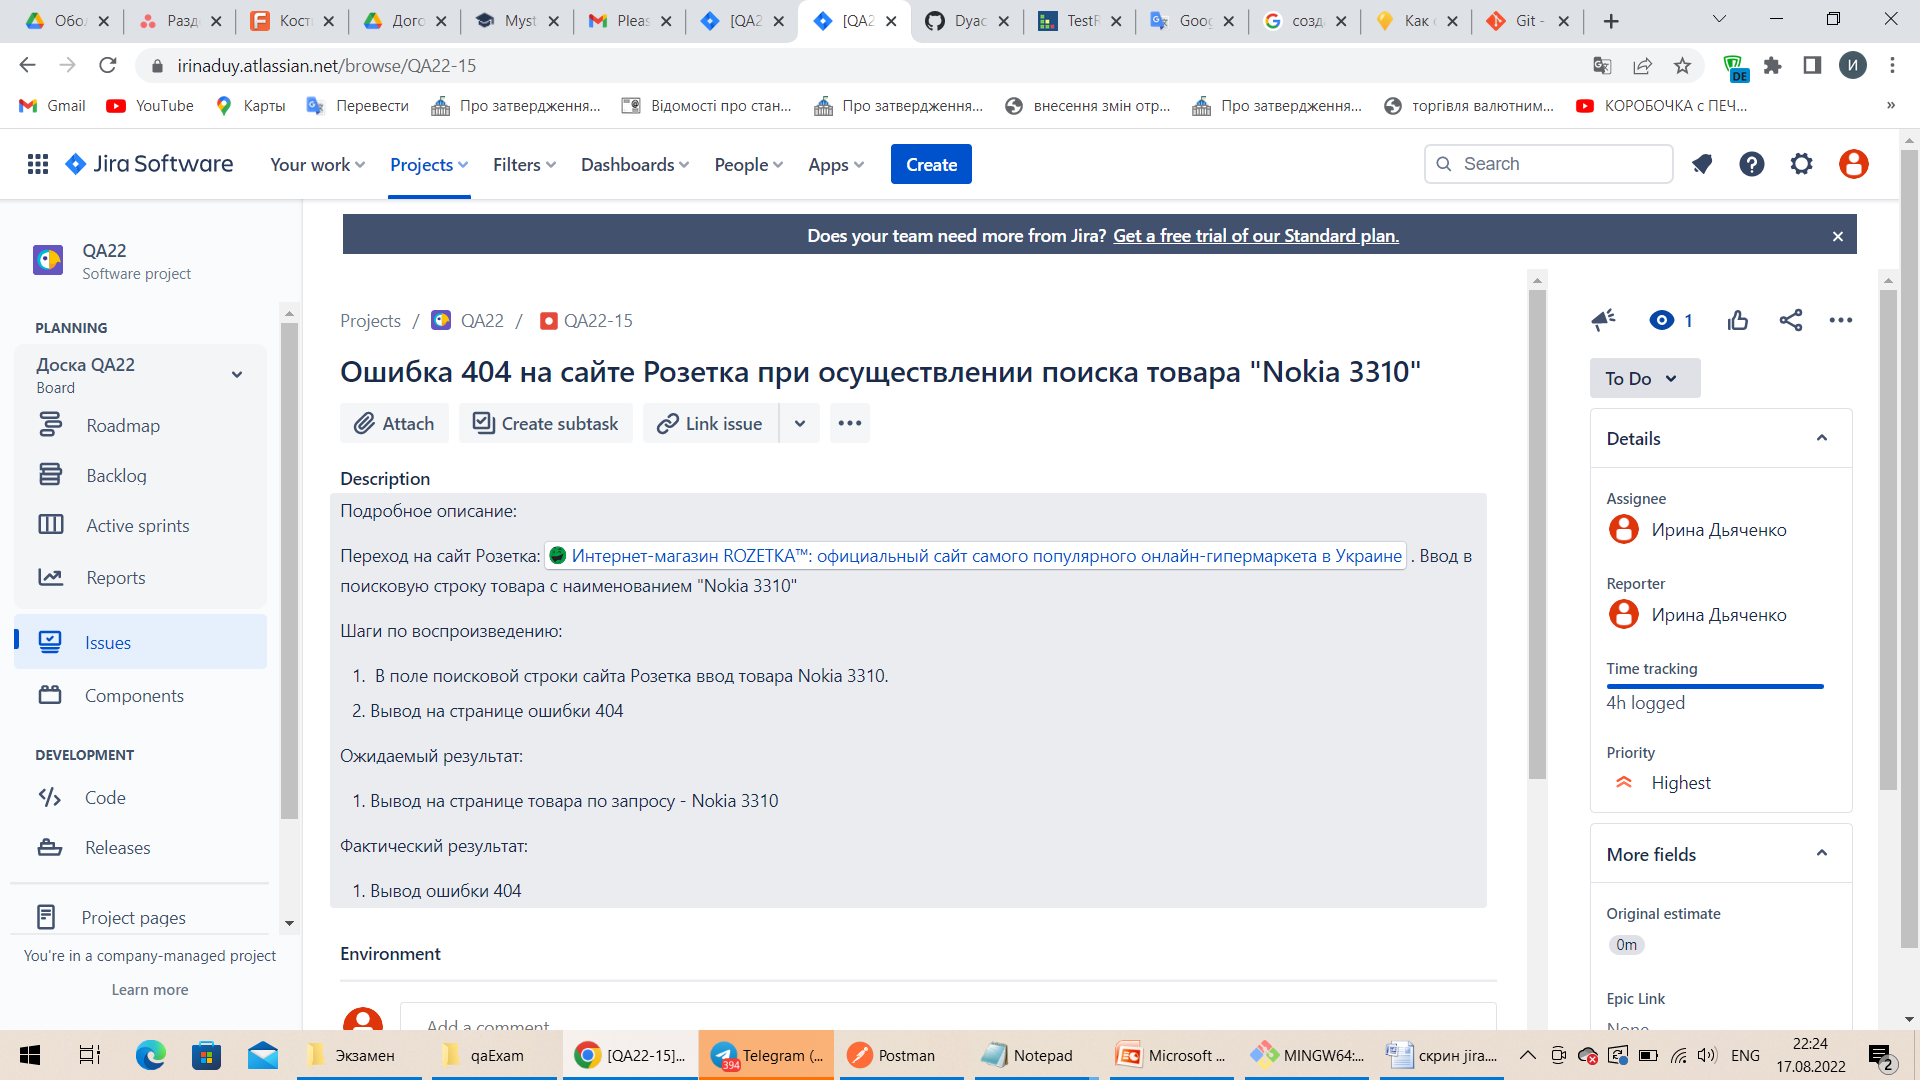 Обол
Разд
Кост
Дого
Myst
Pleas
[QA2
[QA2
Dyac
TestF
Goog
созда
Как с
Git -
irinaduy.atlassian.net/browse/QA22-15
DE
И
Gmail
YouTube
Карты
Перевести
Про затвердження...
Відомості про стан...
Про затвердження...
внесення змін отр...
Про затвердження...
торгівля валютним...
КОРОБОЧКА с ПЕЧ...
»
Jira Software
Your work
Projects
Filters
Dashboards
People
Apps
Create
Search
Does your team need more from Jira? Get a free trial of our Standard plan.
QA22
Software project
PLANNING
Доска QA22
Board
Roadmap
Backlog
Active sprints
Reports
Issues
Components
DEVELOPMENT
Code
Releases
Project pages
You're in a company-managed project
Learn more
Projects / QA22 / QA22-15
Ошибка 404 на сайте Розетка при осуществлении поиска товара "Nokia 3310"
Attach
Create subtask
Link issue
Description
Подробное описание:
Переход на сайт Розетка: Интернет-магазин ROZETKA™: официальный сайт самого популярного онлайн-гипермаркета в Украине . Ввод в
поисковую строку товара с наименованием "Nokia 3310"
Шаги по воспроизведению:
1. В поле поисковой строки сайта Розетка ввод товара Nokia 3310.
2. Вывод на странице ошибки 404
Ожидаемый результат:
1. Вывод на странице товара по запросу - Nokia 3310
Фактический результат:
1. Вывод ошибки 404
Environment
Add a comment
1
To Do
Details
Assignee
Ирина Дьяченко
Reporter
Ирина Дьяченко
Time tracking
4h logged
Priority
Highest
More fields
Original estimate
0m
Epic Link
None
Экзамен
qaExam
[QA22-15]...
Telegram (...
394
Postman
Notepad
Microsoft ...
MINGW64:...
скрин jira....
ENG
22:24
17.08.2022
2